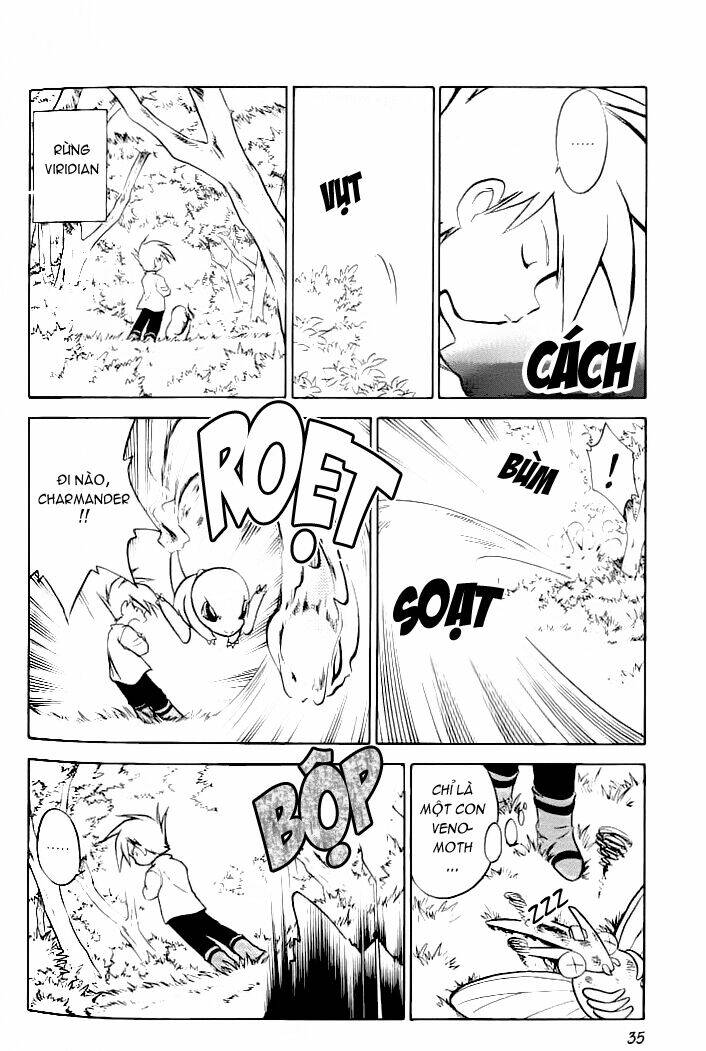 RỪNG
VIRIDIAN
VỤT
.....
CÁCH
ĐI NÀO,
CHARMANDER
!!
ROẸT
BÙM
!
SOẠT
.....
BỘP
CHỈ LÀ
MỘT CON
VENO-
MOTH
...
ZZZ
35